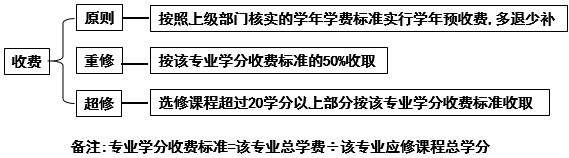 原则
按照上级部门核实的学年学费标准实行学年预收费,多退少补
收费
重修
按该专业学分收费标准的50%收取
超修
选修课程超过20学分以上部分按该专业学分收费标准收取
备注:专业学分收费标准=该专业总学费÷该专业应修课程总学分